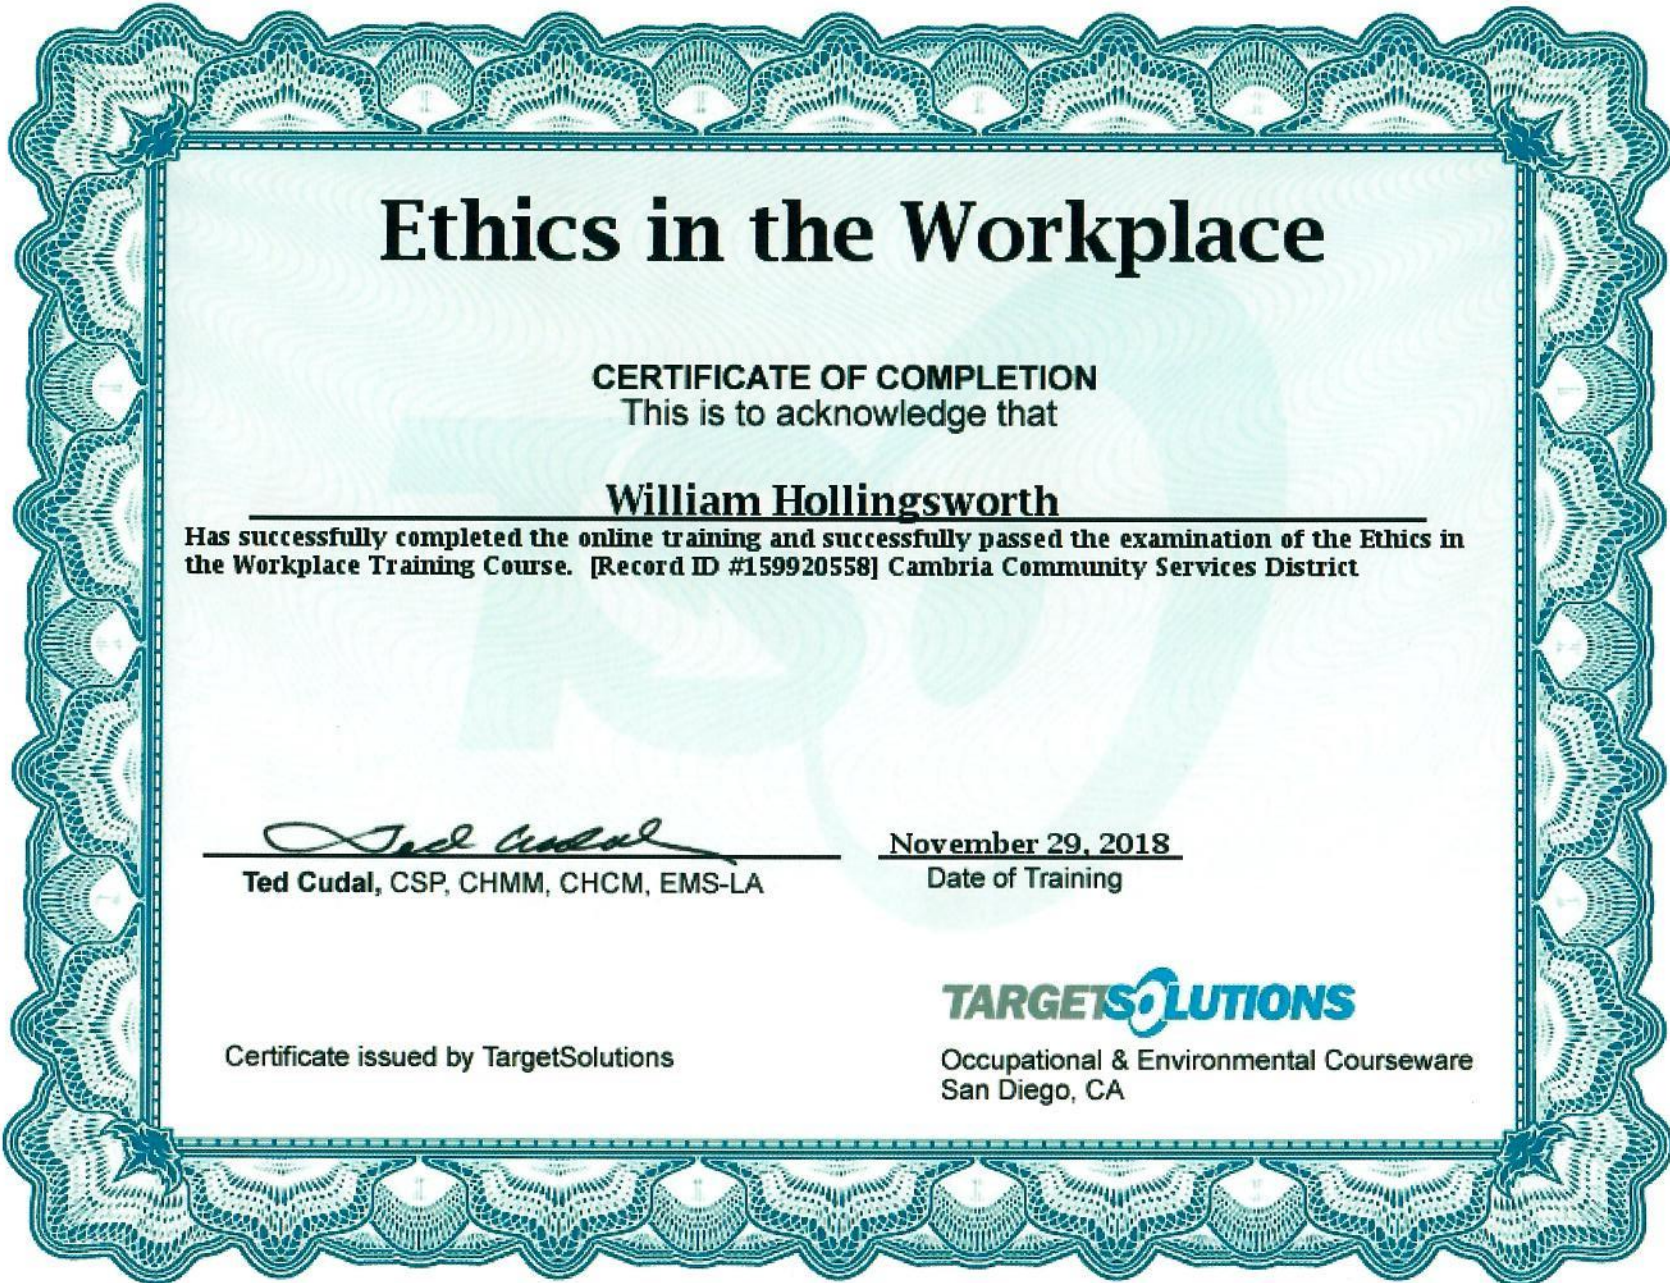 Ethics in the Workplace
CERTIFICATE OF COMPLETION
This is to acknowledge that
William Hollingsworth
Has successfully completed the online training and successfully passed the examination of the Ethics in
the Workplace Training Course. [Record ID #159920558] Cambria Community Services District
Ted Cudal
November 29, 2018
Ted Cudal, CSP, CHMM, CHCM, EMS-LA
Date of Training
TARGETSOLUTIONS
Certificate issued by TargetSolutions
Occupational & Environmental Courseware
San Diego, CA